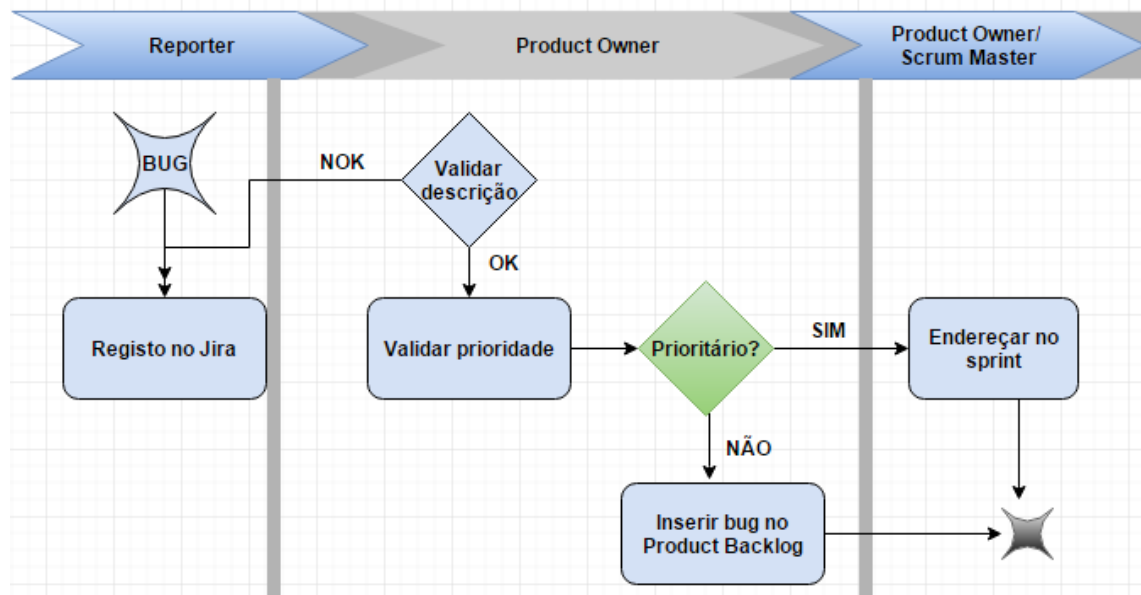 Reporter
Product Owner
Product Owner/
Scrum Master
BUG
NOK
Validar
descrição
OK
Registo no Jira
Validar prioridade
Prioritário?
SIM
Endereçar no
sprint
NÃO
Inserir bug no
Product Backlog